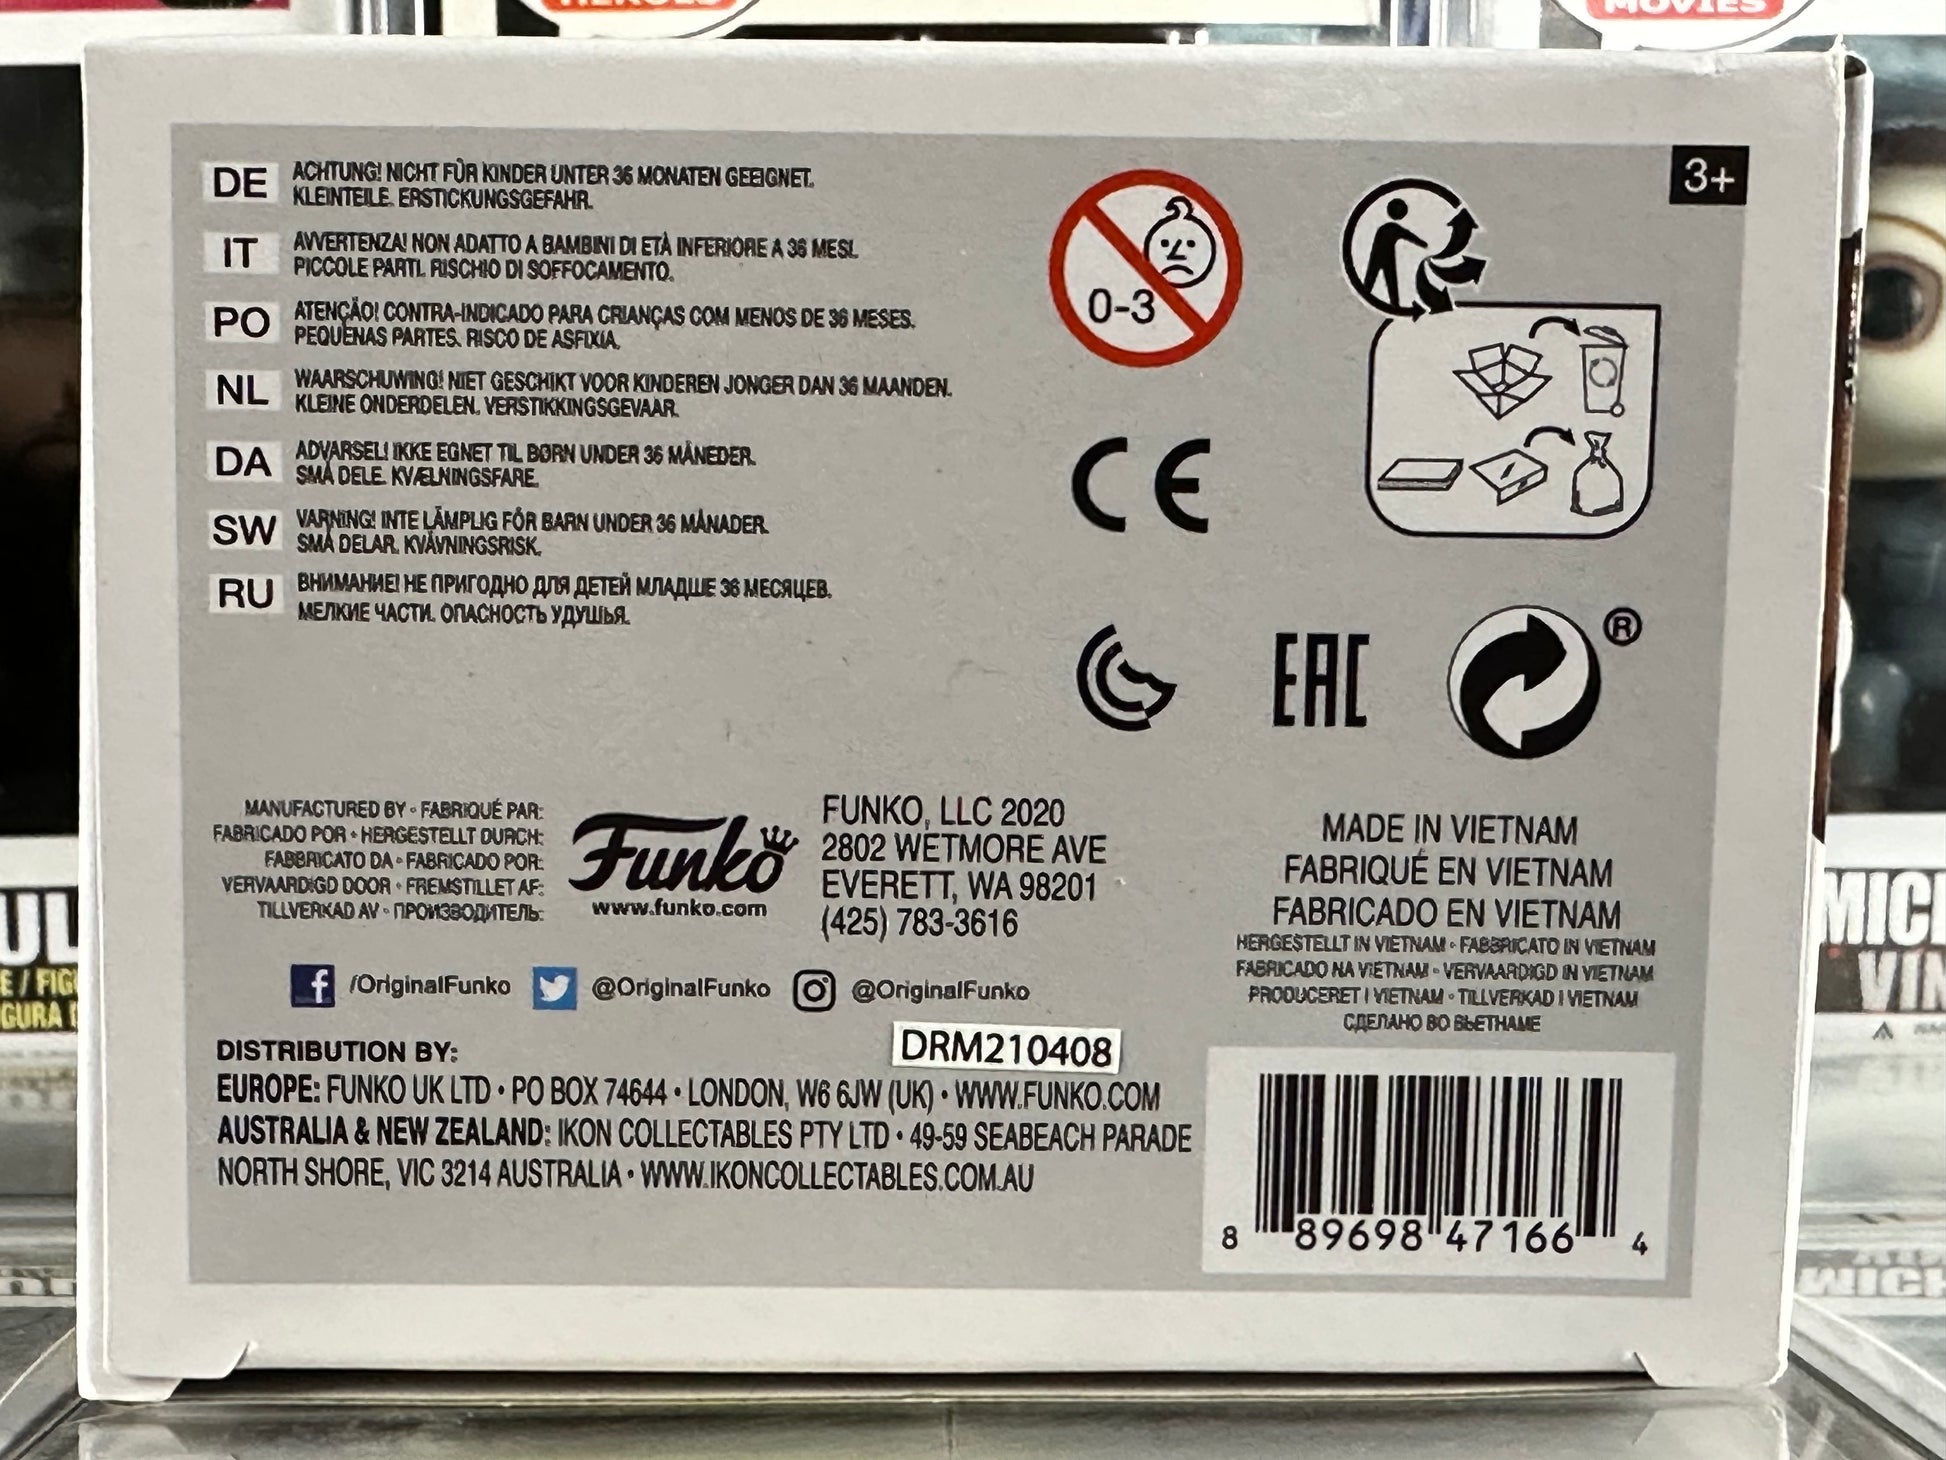 HEROES
MOVIES
3+
DE ACHTUNG! NICHT FÜR KINDER UNTER 36 MONATEN GEEIGNET.
KLEINTEILE. ERSTICKUNGSGEFAHR.
IT AVVERTENZA! NON ADATTO A BAMBINI DI ETÀ INFERIORE A 36 MESI.
PICCOLE PARTI. RISCHIO DI SOFFOCAMENTO.
PO ATENÇÃO! CONTRA-INDICADO PARA CRIANÇAS COM MENOS DE 36 MESES.
PEQUENAS PARTES. RISCO DE ASFIXIA.
NL WAARSCHUWING! NIET GESCHIKT VOOR KINDEREN JONGER DAN 36 MAANDEN.
KLEINE ONDERDELEN. VERSTIKKINGSGEVAAR.
DA ADVARSEL! IKKE EGNET TIL BØRN UNDER 36 MÅNEDER.
SMÅ DELE. KVÆLNINGSFARE.
SW VARNING! INTE LÄMPLIG FÖR BARN UNDER 36 MÅNADER.
SMÅ DELAR. KVÄVNINGSRISK.
RU ВНИМАНИЕ! НЕ ПРИГОДНО ДЛЯ ДЕТЕЙ МЛАДШЕ 36 МЕСЯЦЕВ.
МЕЛКИЕ ЧАСТИ. ОПАСНОСТЬ УДУШЬЯ.
0-3
CE
EAC
®
MANUFACTURED BY • FABRIQUÉ PAR:
FABRICADO POR • HERGESTELLT DURCH:
FABBRICATO DA • FABRICADO POR:
VERVAARDIGD DOOR • FREMSTILLET AF:
TILLVERKAD AV • ПРОИЗВОДИТЕЛЬ:
Funko
www.funko.com
FUNKO, LLC 2020
2802 WETMORE AVE
EVERETT, WA 98201
(425) 783-3616
MADE IN VIETNAM
FABRIQUÉ EN VIETNAM
FABRICADO EN VIETNAM
HERGESTELLT IN VIETNAM • FABBRICATO IN VIETNAM
FABRICADO NA VIETNAM • VERVAARDIGD IN VIETNAM
PRODUCERET I VIETNAM • TILLVERKAD I VIETNAM
СДЕЛАНО ВО ВЬЕТНАМЕ
/OriginalFunko @OriginalFunko @OriginalFunko
DRM210408
DISTRIBUTION BY:
EUROPE: FUNKO UK LTD • PO BOX 74644 • LONDON, W6 6JW (UK) • WWW.FUNKO.COM
AUSTRALIA & NEW ZEALAND: IKON COLLECTABLES PTY LTD • 49-59 SEABEACH PARADE
NORTH SHORE, VIC 3214 AUSTRALIA • WWW.IKONCOLLECTABLES.COM.AU
8 89698 47166 4